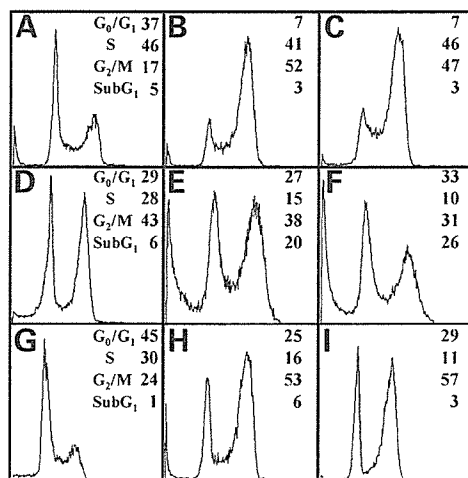 A G₀/G₁ 37 B 7 C 7
S 46 41 46
G₂/M 17 52 47
SubG₁ 5 3 3
D G₀/G₁ 29 E 27 F 33
S 28 15 10
G₂/M 43 38 31
SubG₁ 6 20 26
G G₀/G₁ 45 H 25 I 29
S 30 16 11
G₂/M 24 53 57
SubG₁ 1 6 3